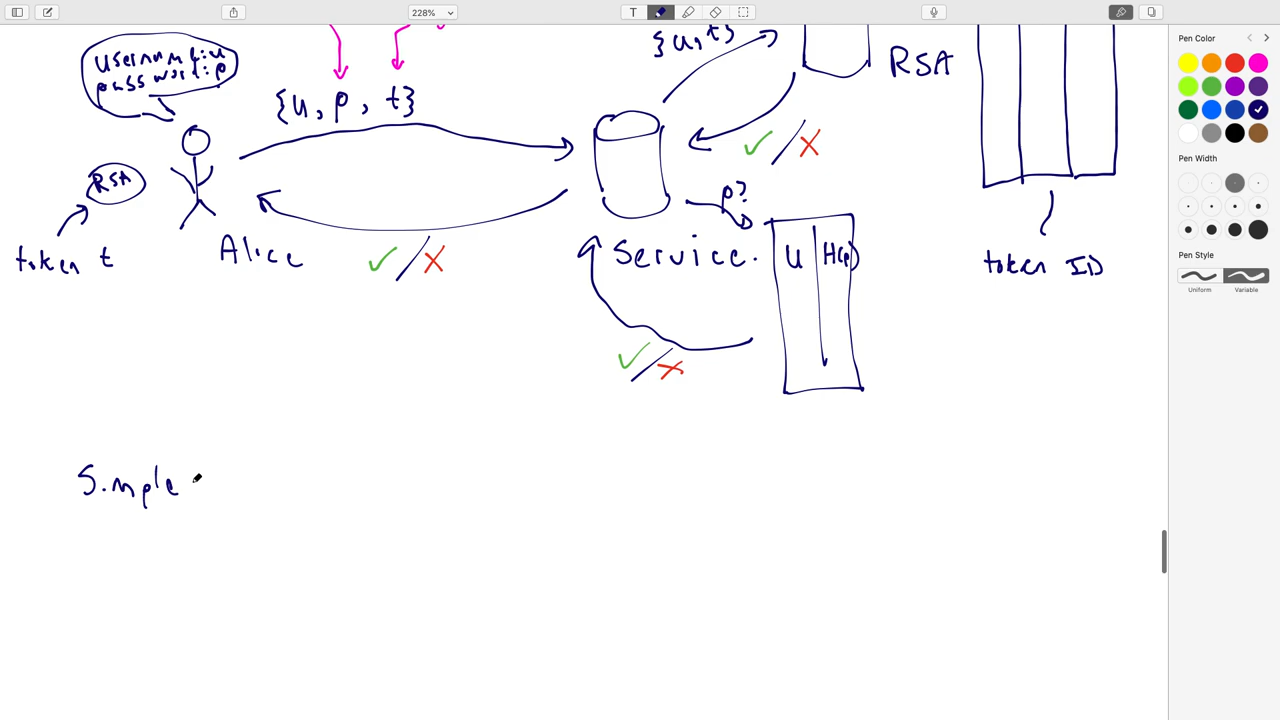 228%
T
Username: u
password: p
{u, p, t}
{u, t}
RSA
RSA
token t
Alice
p?
Service.
U
H(p)
token ID
Simple
Pen Color
Pen Width
Pen Style
Uniform
Variable